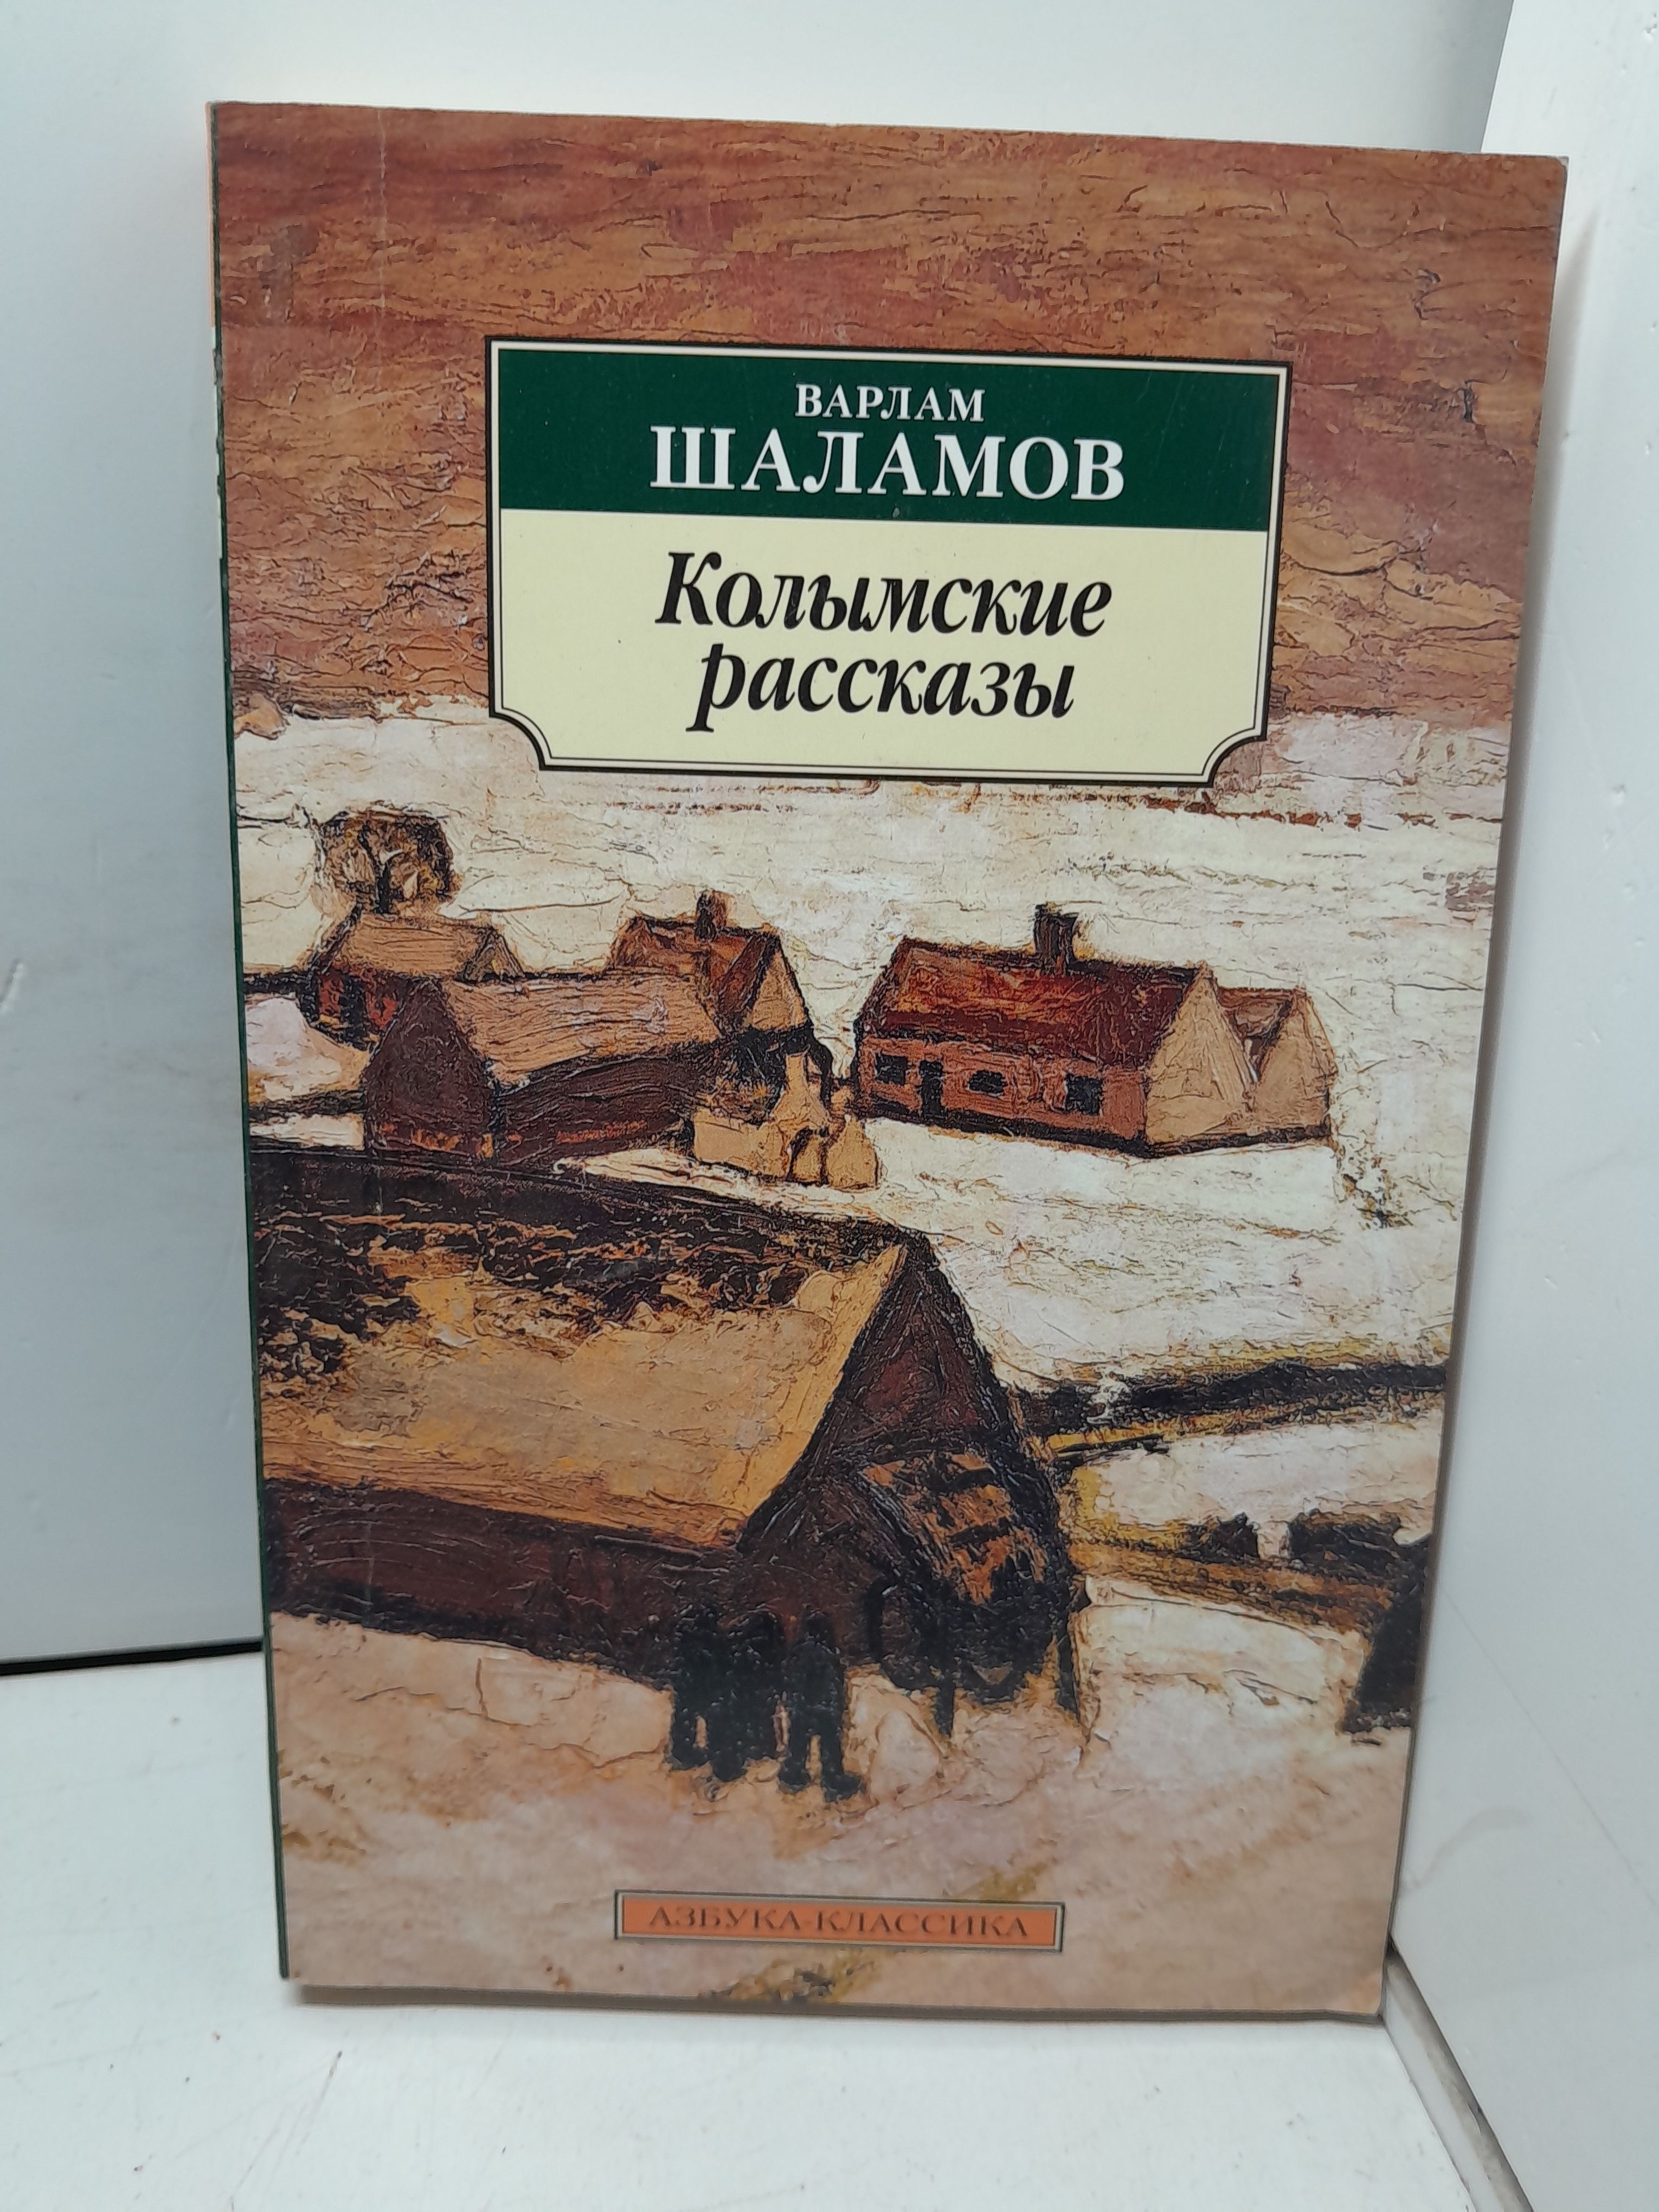 ВАРЛАМ
ШАЛАМОВ
Колымские
рассказы
АЗБУКА-КЛАССИКА